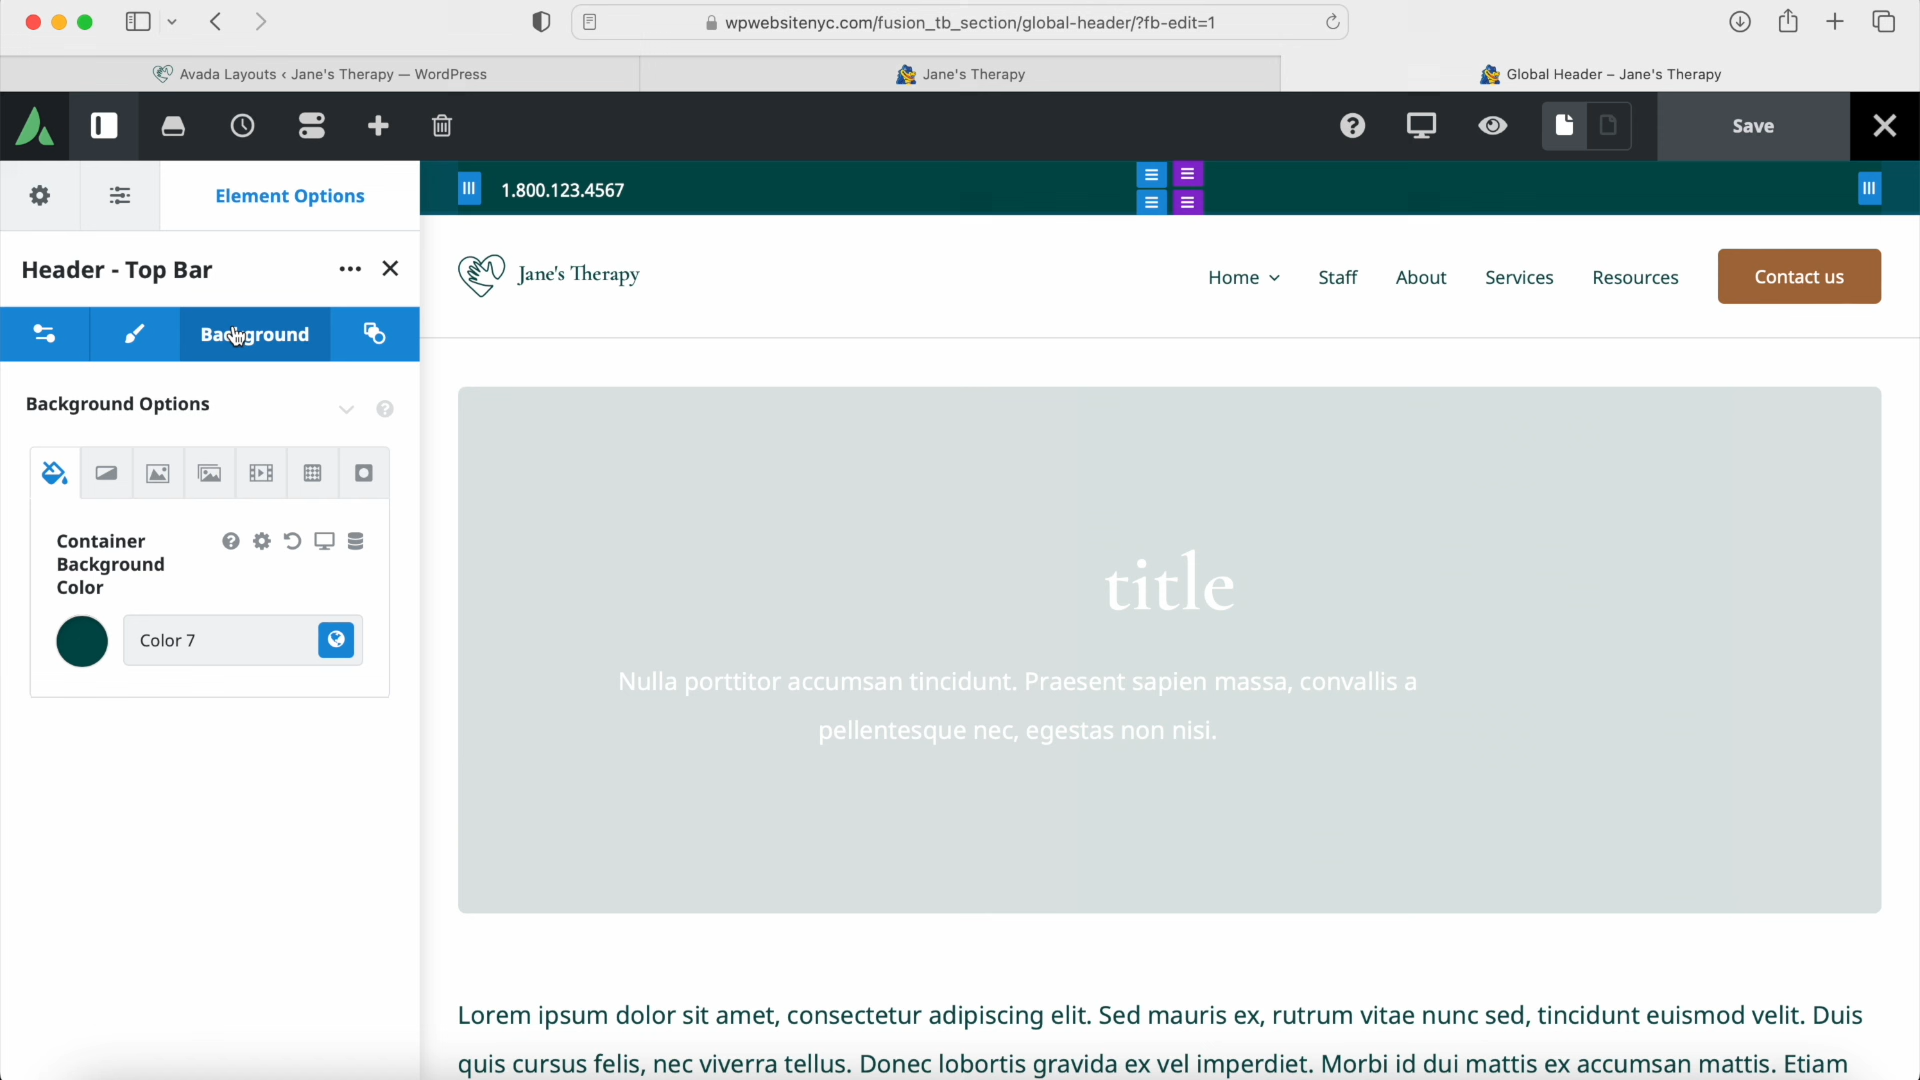 wpwebsitenyc.com/fusion_tb_section/global-header/?fb-edit=1
Avada Layouts ‹ Jane's Therapy — WordPress
Jane's Therapy
Global Header – Jane's Therapy
Save
Element Options
1.800.123.4567
Header - Top Bar
Jane's Therapy
Home
Staff
About
Services
Resources
Contact us
Background
Background Options
Container
Background
Color
Color 7
title
Nulla porttitor accumsan tincidunt. Praesent sapien massa, convallis a
pellentesque nec, egestas non nisi.
Lorem ipsum dolor sit amet, consectetur adipiscing elit. Sed mauris ex, rutrum vitae nunc sed, tincidunt euismod velit. Duis
quis cursus felis, nec viverra tellus. Donec lobortis gravida ex vel imperdiet. Morbi id dui mattis ex accumsan mattis. Etiam